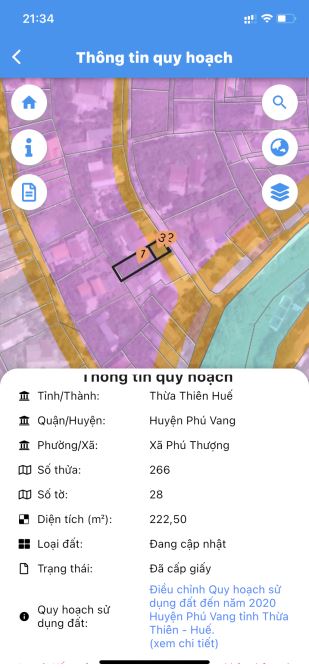 21:34
Thông tin quy hoạch
3?
1
Thông tin quy hoạch
Tỉnh/Thành: Thừa Thiên Huế
Quận/Huyện: Huyện Phú Vang
Phường/Xã: Xã Phú Thượng
Số thửa: 266
Số tờ: 28
Diện tích (m²): 222,50
Loại đất: Đang cập nhật
Trạng thái: Đã cấp giấy
Quy hoạch sử
dụng đất:
Điều chỉnh Quy hoạch sử
dụng đất đến năm 2020
Huyện Phú Vang tỉnh Thừa
Thiên - Huế.
(xem chi tiết)